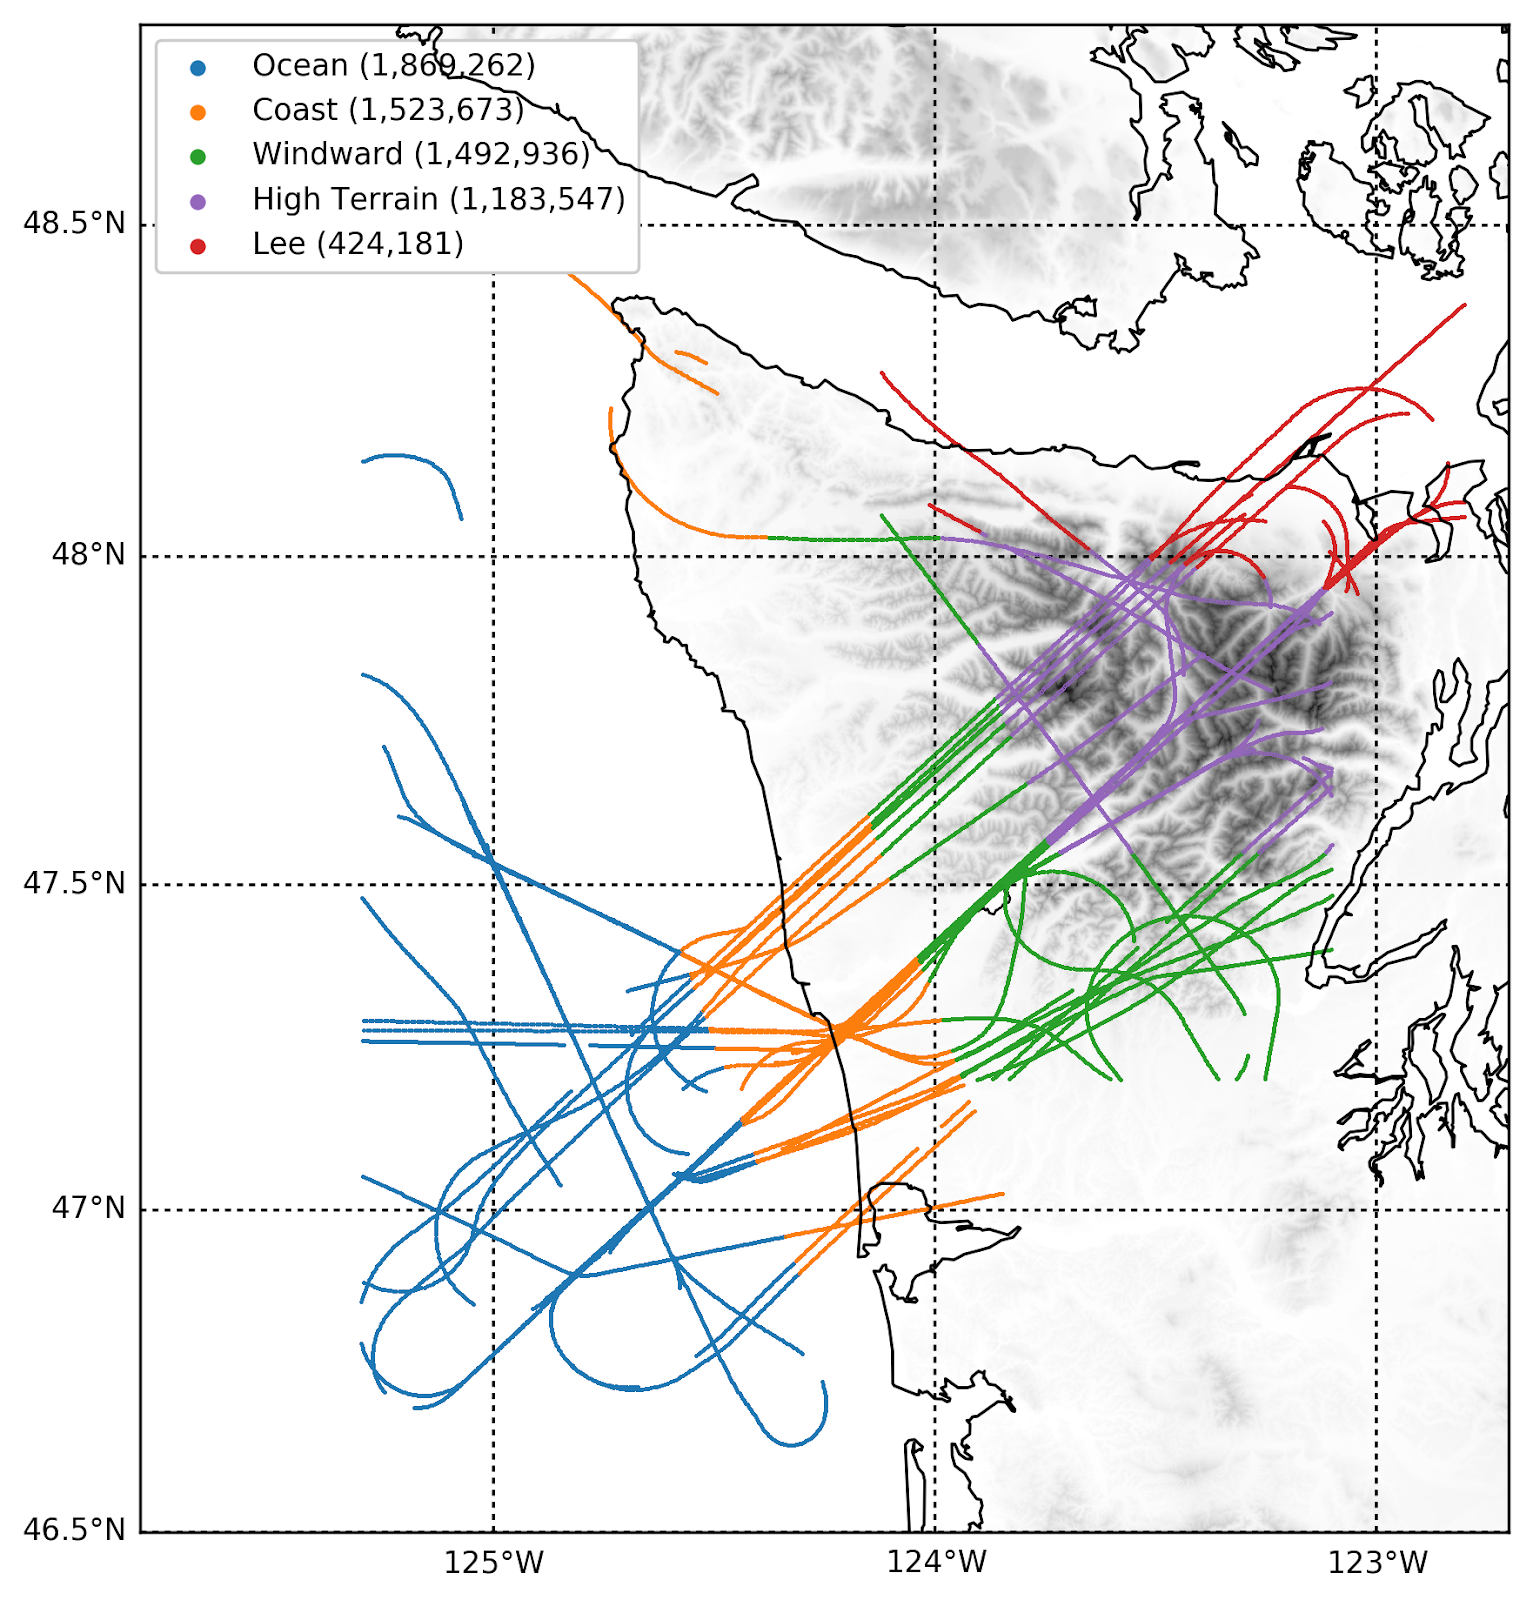 Ocean (1,869,262)
Coast (1,523,673)
Windward (1,492,936)
High Terrain (1,183,547)
Lee (424,181)
48.5°N
48°N
47.5°N
47°N
46.5°N
125°W
124°W
123°W